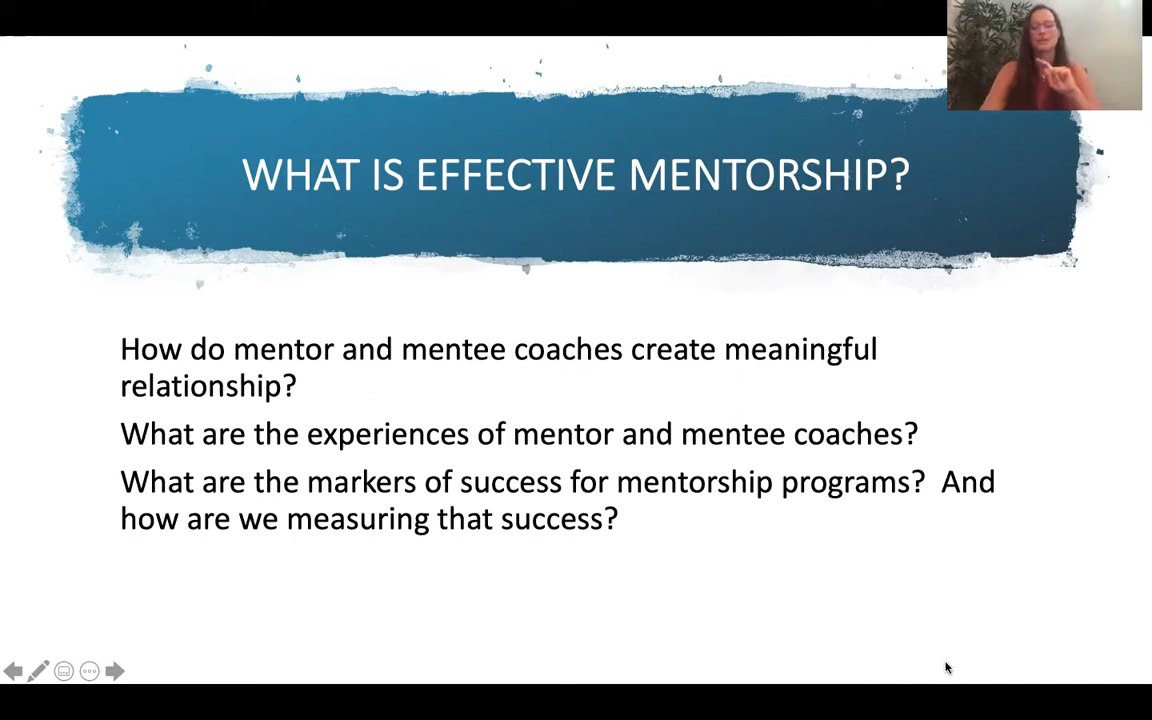 WHAT IS EFFECTIVE MENTORSHIP?
How do mentor and mentee coaches create meaningful
relationship?
What are the experiences of mentor and mentee coaches?
What are the markers of success for mentorship programs?  And
how are we measuring that success?